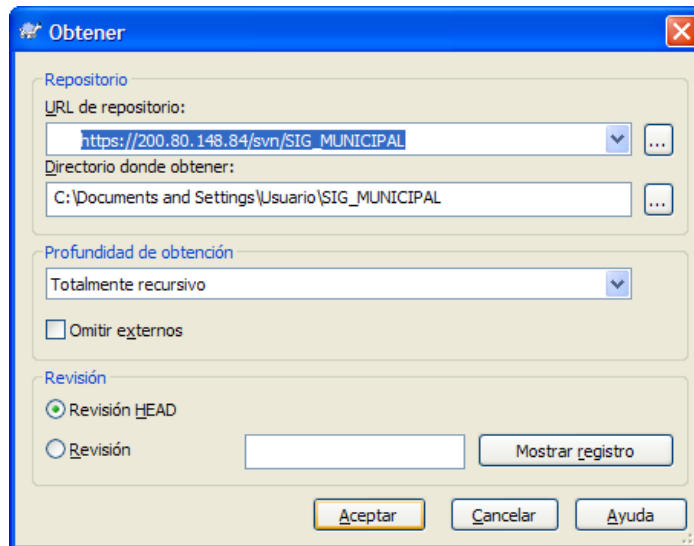 Obtener
Repositorio
URL de repositorio:
https://200.80.148.84/svn/SIG_MUNICIPAL
...
Directorio donde obtener:
C:\Documents and Settings\Usuario\SIG_MUNICIPAL
...
Profundidad de obtención
Totalmente recursivo
Omitir externos
Revisión
Revisión HEAD
Revisión
Mostrar registro
Aceptar Cancelar Ayuda